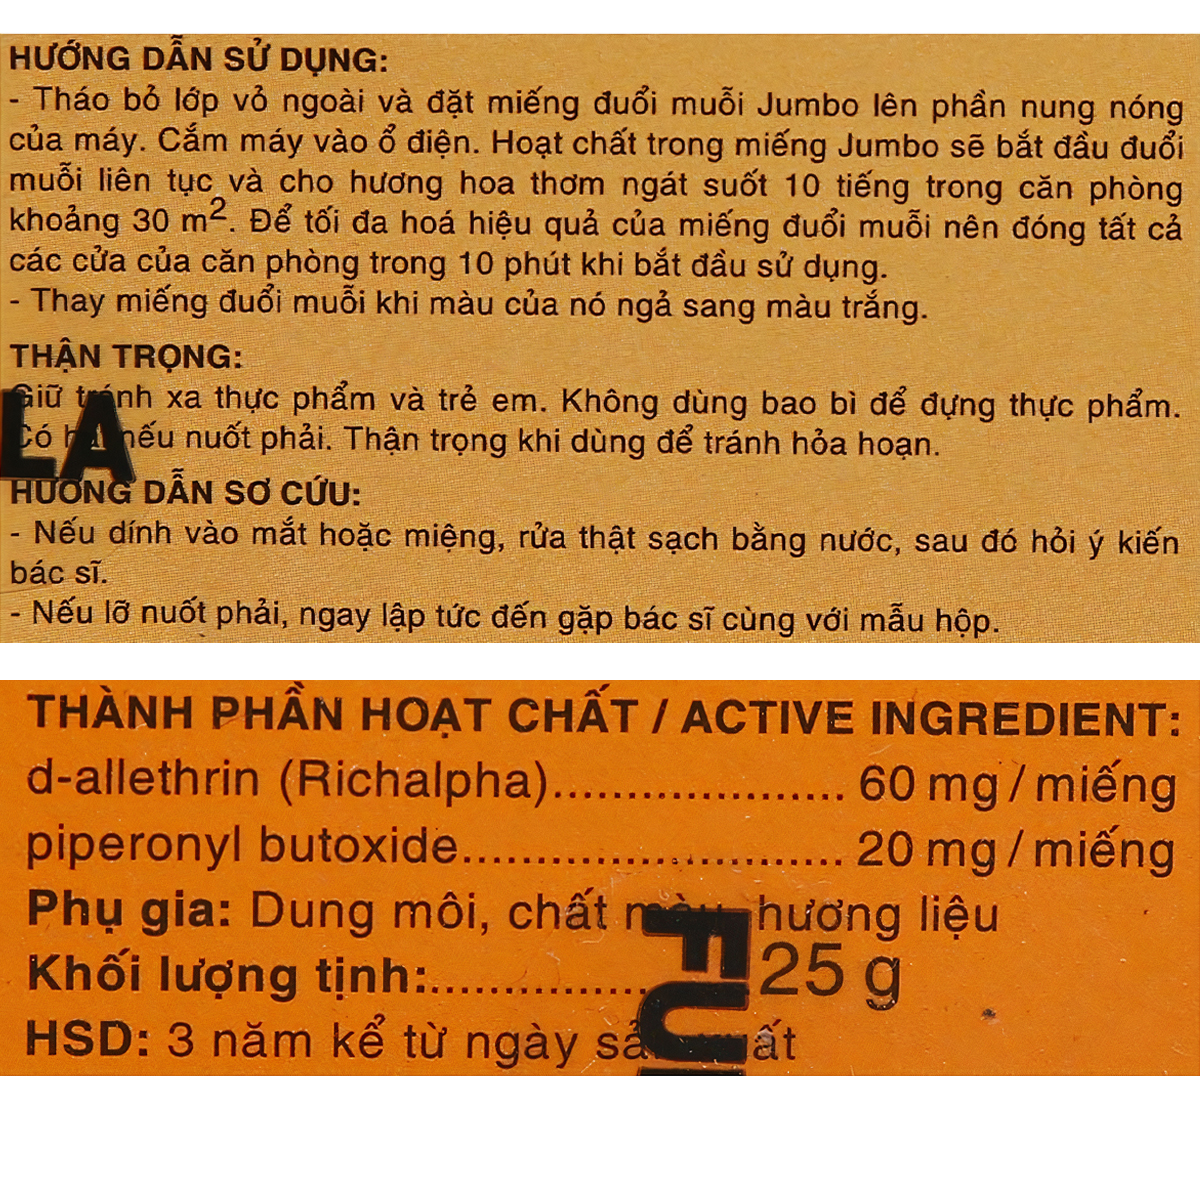 HƯỚNG DẪN SỬ DỤNG:
- Tháo bỏ lớp vỏ ngoài và đặt miếng đuổi muỗi Jumbo lên phần nung nóng
của máy. Cắm máy vào ổ điện. Hoạt chất trong miếng Jumbo sẽ bắt đầu đuổi
muỗi liên tục và cho hương hoa thơm ngát suốt 10 tiếng trong căn phòng
khoảng 30 m². Để tối đa hoá hiệu quả của miếng đuổi muỗi nên đóng tất cả
các cửa của căn phòng trong 10 phút khi bắt đầu sử dụng.
- Thay miếng đuổi muỗi khi màu của nó ngả sang màu trắng.
THẬN TRỌNG:
Giữ tránh xa thực phẩm và trẻ em. Không dùng bao bì để đựng thực phẩm.
Có nếu nuốt phải. Thận trọng khi dùng để tránh hỏa hoạn.
LA
HƯỚNG DẪN SƠ CỨU:
- Nếu dính vào mắt hoặc miệng, rửa thật sạch bằng nước, sau đó hỏi ý kiến
bác sĩ.
- Nếu lỡ nuốt phải, ngay lập tức đến gặp bác sĩ cùng với mẫu hộp.
THÀNH PHẦN HOẠT CHẤT / ACTIVE INGREDIENT:
d-allethrin (Richalpha).................... 60 mg / miếng
piperonyl butoxide.......................... 20 mg / miếng
Phụ gia: Dung môi, chất màu, hương liệu
Khối lượng tịnh:............... 25 g
HSD: 3 năm kể từ ngày sản xuất